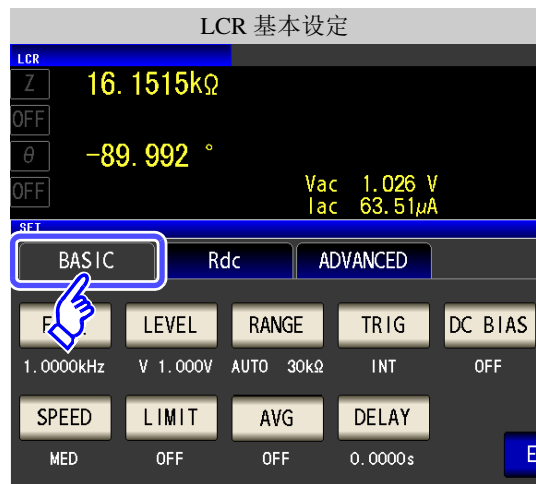 LCR 基本设定
LCR
Z 16.1515kΩ
OFF
θ -89.992 °
OFF
Vac 1.026 V
Iac 63.51μA
SET
BASIC Rdc ADVANCED
LEVEL RANGE TRIG DC BIAS
1.0000kHz V 1.000V AUTO 30kΩ INT OFF
SPEED LIMIT AVG DELAY
MED OFF OFF 0.0000s